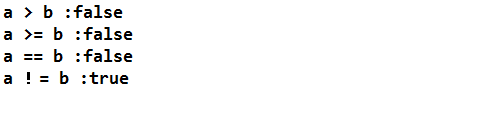 a > b :false
a >= b :false
a == b :false
a ! = b :true